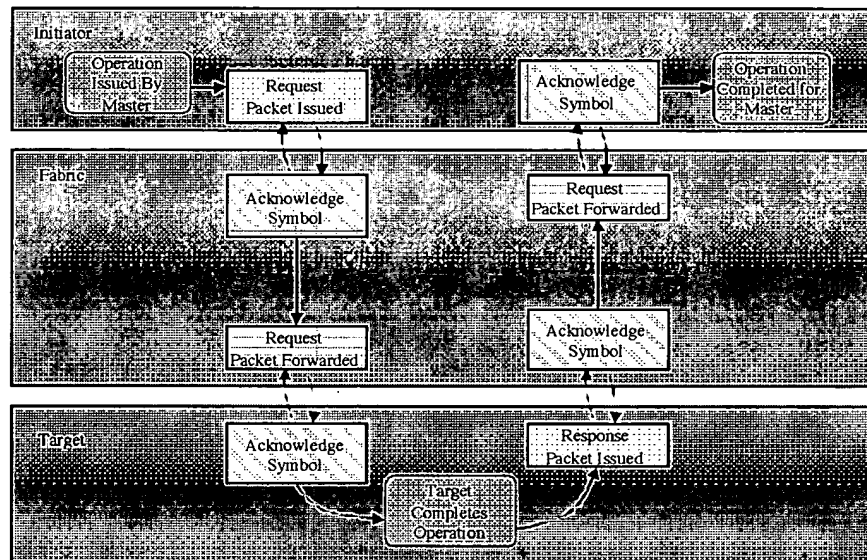 Initiator
Operation
Issued By
Master
Request
Packet Issued
Acknowledge
Symbol
Operation
Completed for
Master
Fabric
Acknowledge
Symbol
Request
Packet Forwarded
Request
Packet Forwarded
Acknowledge
Symbol
Target
Acknowledge
Symbol
Response
Packet Issued
Target
Completes
Operation